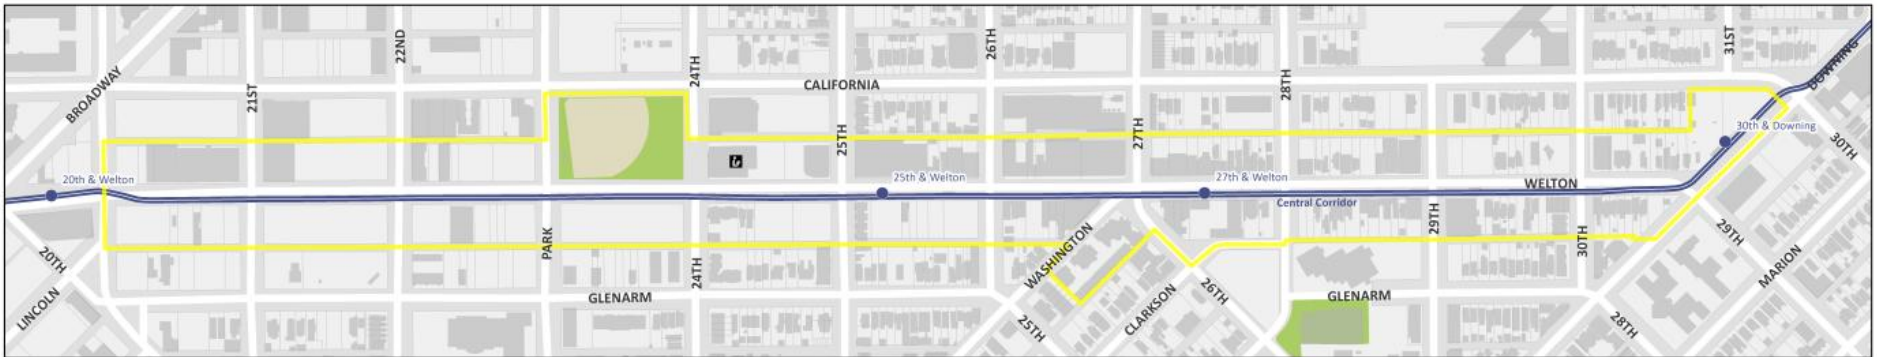 BROADWAY
21ST
22ND
24TH
CALIFORNIA
25TH
26TH
27TH
28TH
31ST
DOWNING
30th & Downing
30TH
20th & Welton
25th & Welton
27th & Welton
WELTON
Central Corridor
20TH
LINCOLN
PARK
24TH
GLENARM
WASHINGTON
25TH
CLARKSON
26TH
29TH
GLENARM
30TH
28TH
29TH
MARION